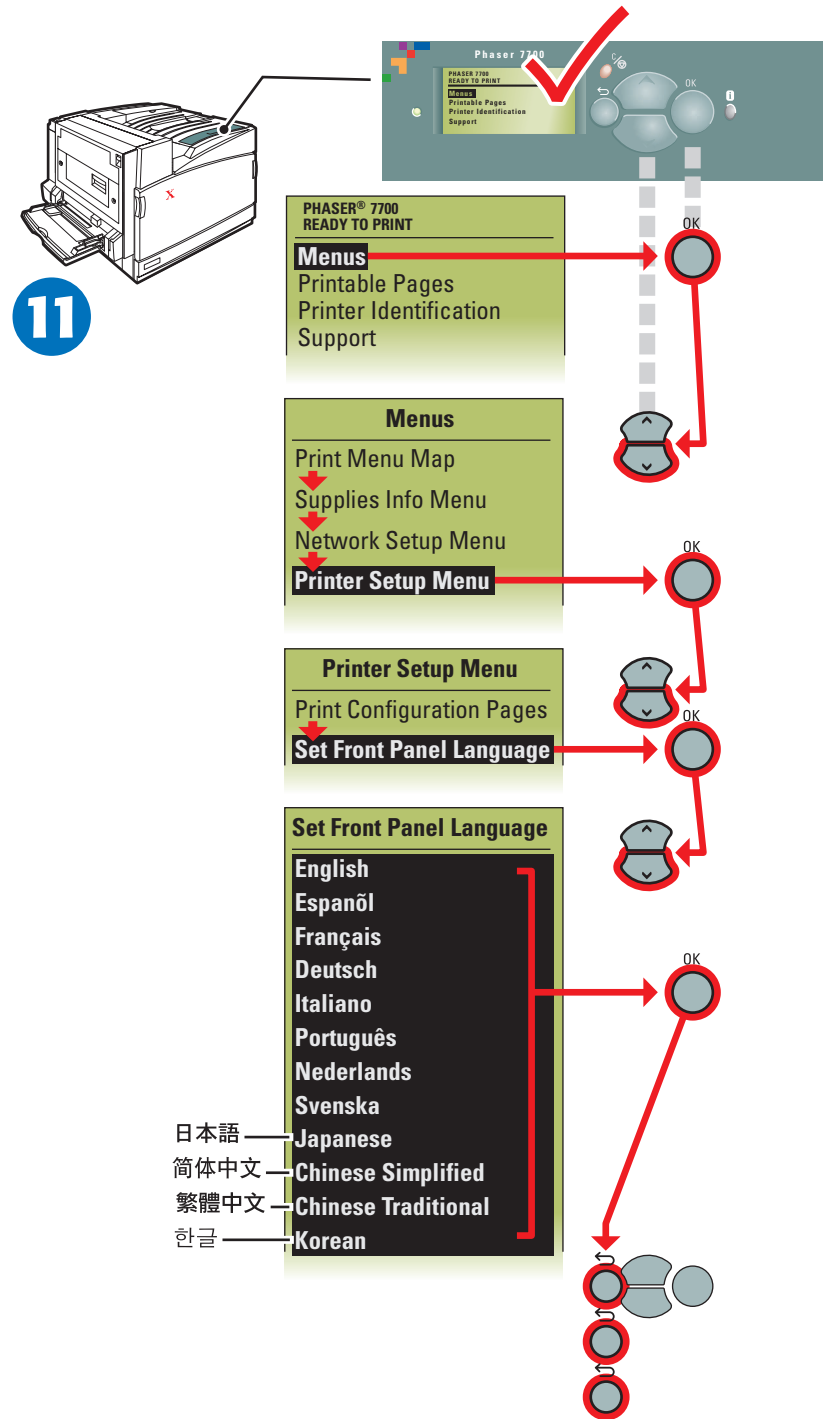 Phaser 7700
PHASER 7700
READY TO PRINT
Menus
Printable Pages
Printer Identification
Support
C/
OK
i
X
11
PHASER® 7700
READY TO PRINT
OK
Menus
Printable Pages
Printer Identification
Support
Menus
Print Menu Map
Supplies Info Menu
Network Setup Menu
OK
Printer Setup Menu
Printer Setup Menu
Print Configuration Pages
OK
Set Front Panel Language
Set Front Panel Language
English
Espanõl
Français
Deutsch
OK
Italiano
Português
Nederlands
Svenska
日本語 Japanese
简体中文 Chinese Simplified
繁體中文 Chinese Traditional
한글 Korean